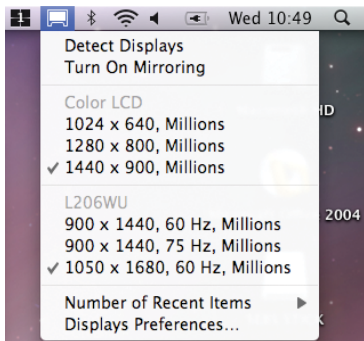 1 Wed 10:49
Detect Displays
Turn On Mirroring
HD
Color LCD
1024 x 640, Millions
1280 x 800, Millions
1440 x 900, Millions
L206WU
2004
900 x 1440, 60 Hz, Millions
900 x 1440, 75 Hz, Millions
1050 x 1680, 60 Hz, Millions
Number of Recent Items
Displays Preferences...